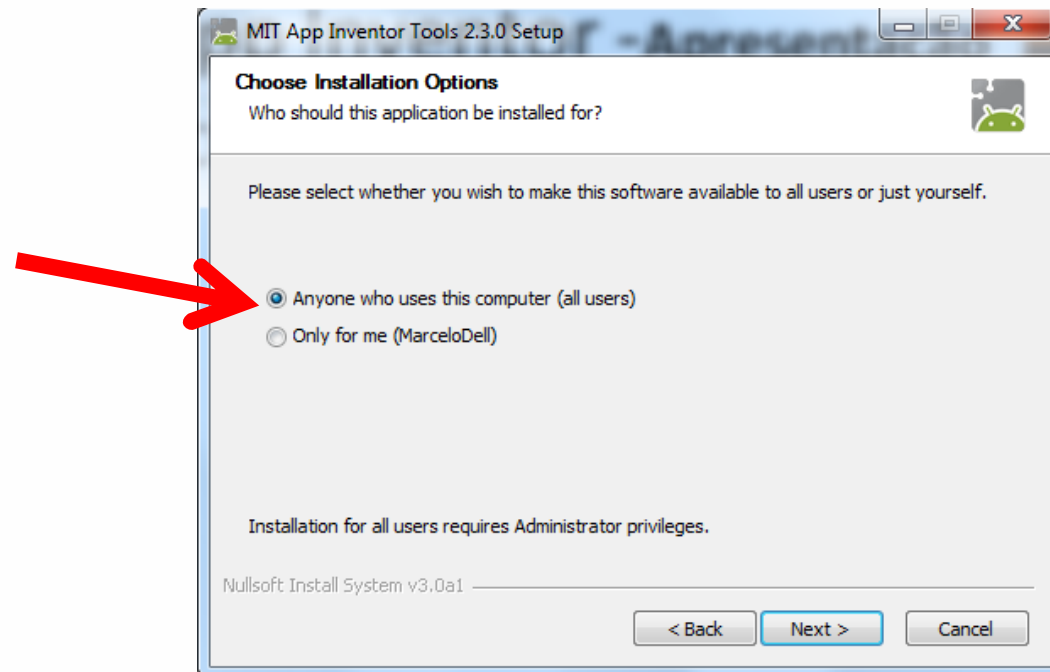 MIT App Inventor Tools 2.3.0 Setup
Inventor - Apresentação
Choose Installation Options
Who should this application be installed for?
Please select whether you wish to make this software available to all users or just yourself.
Anyone who uses this computer (all users)
Only for me (MarceloDell)
Installation for all users requires Administrator privileges.
Nullsoft Install System v3.0a1
< Back
Next >
Cancel